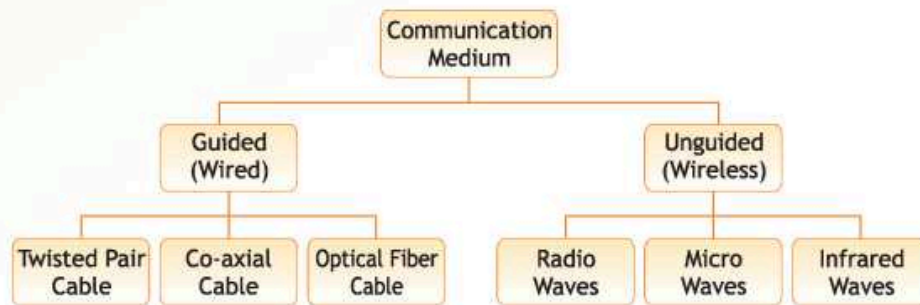 Communication
Medium
Guided
(Wired)
Unguided
(Wireless)
Twisted Pair
Cable
Co-axial
Cable
Optical Fiber
Cable
Radio
Waves
Micro
Waves
Infrared
Waves